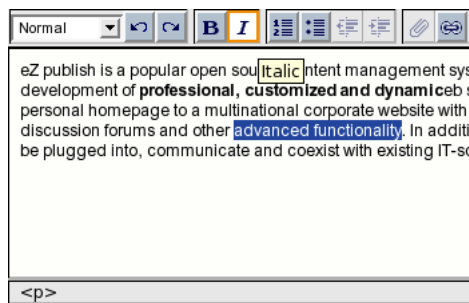 Normal B I
eZ publish is a popular open sou Italic ntent management sys
development of professional, customized and dynamiceb s
personal homepage to a multinational corporate website with
discussion forums and other advanced functionality. In additi
be plugged into, communicate and coexist with existing IT-so
<p>